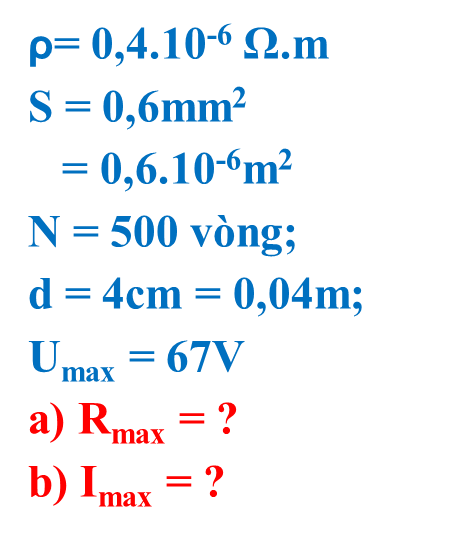 ρ= 0,4.10⁻⁶ Ω.m
S = 0,6mm²
= 0,6.10⁻⁶m²
N = 500 vòng;
d = 4cm = 0,04m;
Uₘₐₓ = 67V
a) Rₘₐₓ = ?
b) Iₘₐₓ = ?